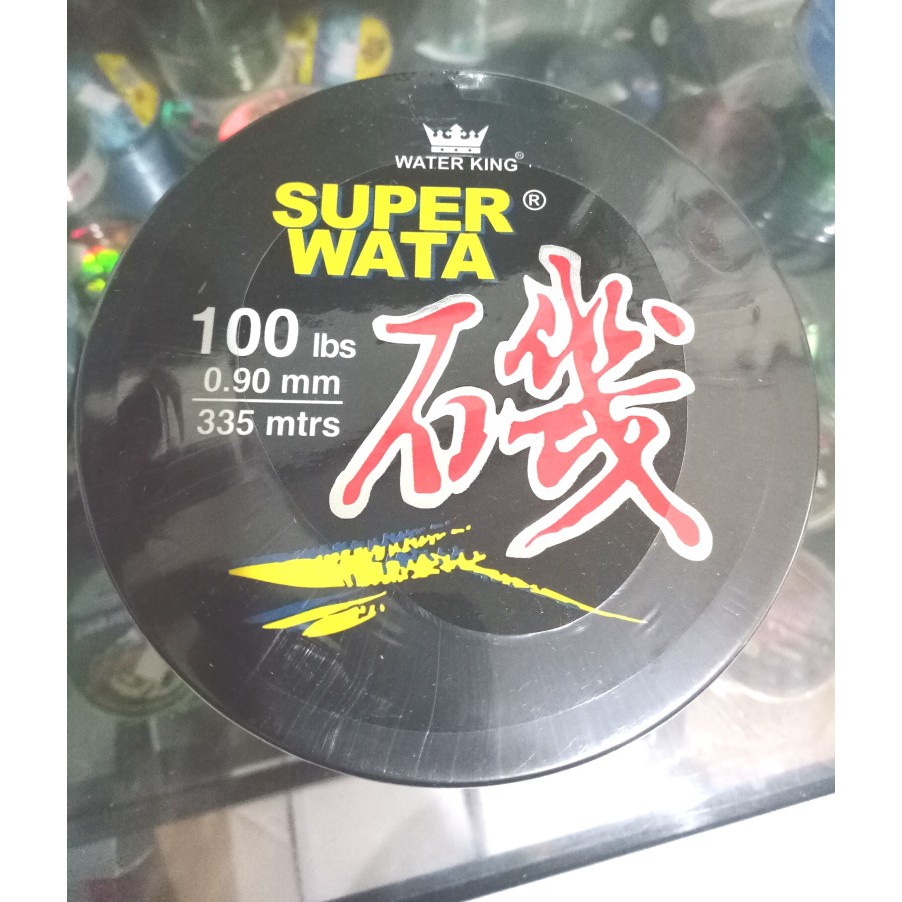 WATER KING®
SUPER ®
WATA
100 lbs
0.90 mm
335 mtrs
磯